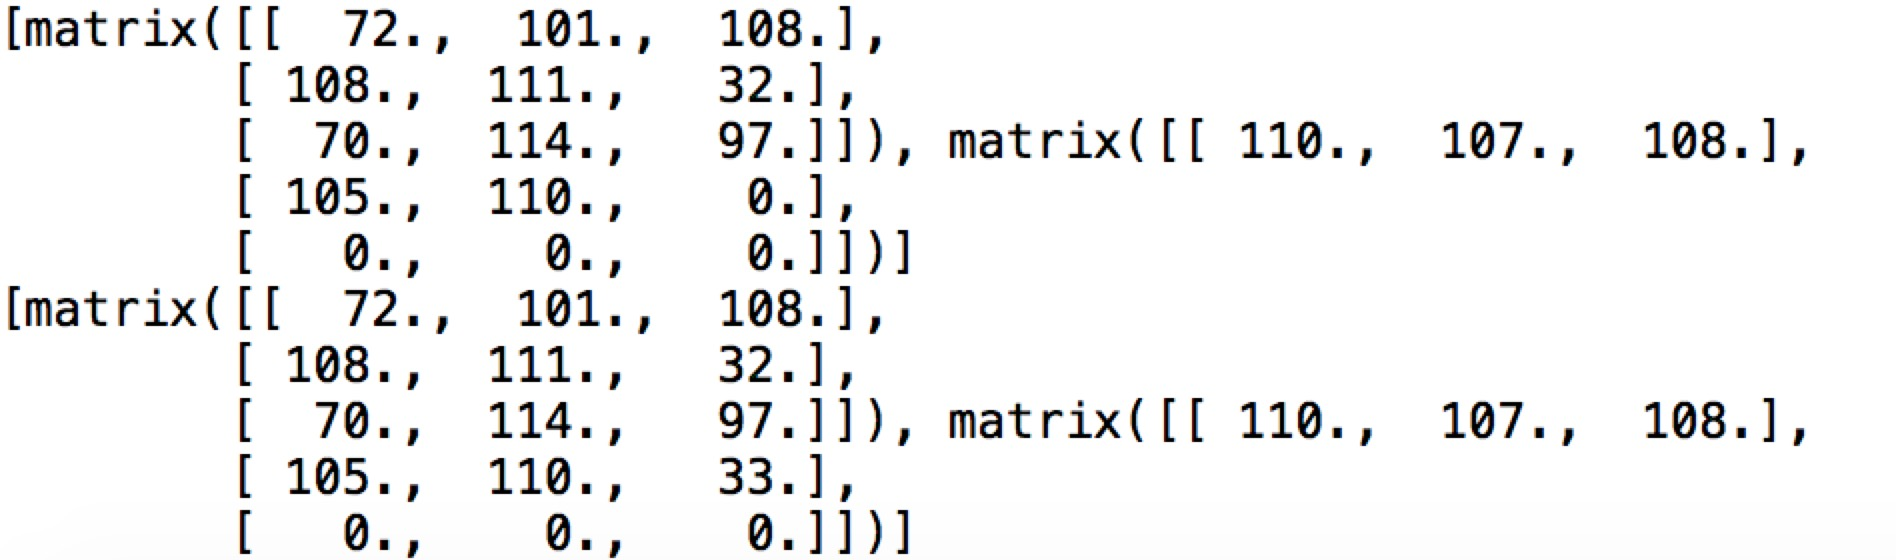 [matrix([[  72.,  101.,  108.],
        [ 108.,  111.,   32.],
        [  70.,  114.,   97.]]), matrix([[ 110.,  107.,  108.],
        [ 105.,  110.,    0.],
        [   0.,    0.,    0.]])]
[matrix([[  72.,  101.,  108.],
        [ 108.,  111.,   32.],
        [  70.,  114.,   97.]]), matrix([[ 110.,  107.,  108.],
        [ 105.,  110.,   33.],
        [   0.,    0.,    0.]])]